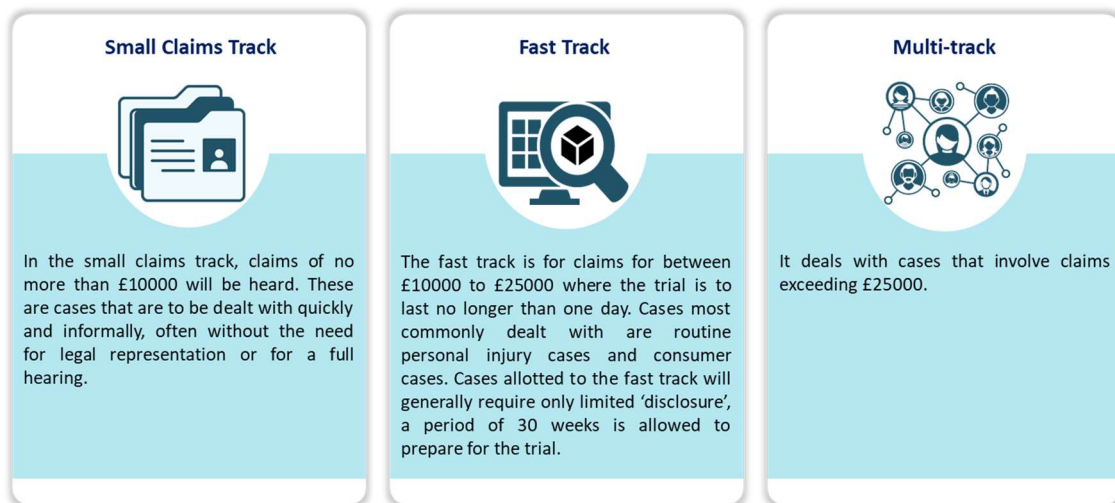 Small Claims Track
In the small claims track, claims of no
more than £10000 will be heard. These
are cases that are to be dealt with quickly
and informally, often without the need
for legal representation or for a full
hearing.
Fast Track
The fast track is for claims for between
£10000 to £25000 where the trial is to
last no longer than one day. Cases most
commonly dealt with are routine
personal injury cases and consumer
cases. Cases allotted to the fast track will
generally require only limited ‘disclosure’,
a period of 30 weeks is allowed to
prepare for the trial.
Multi-track
It deals with cases that involve claims
exceeding £25000.